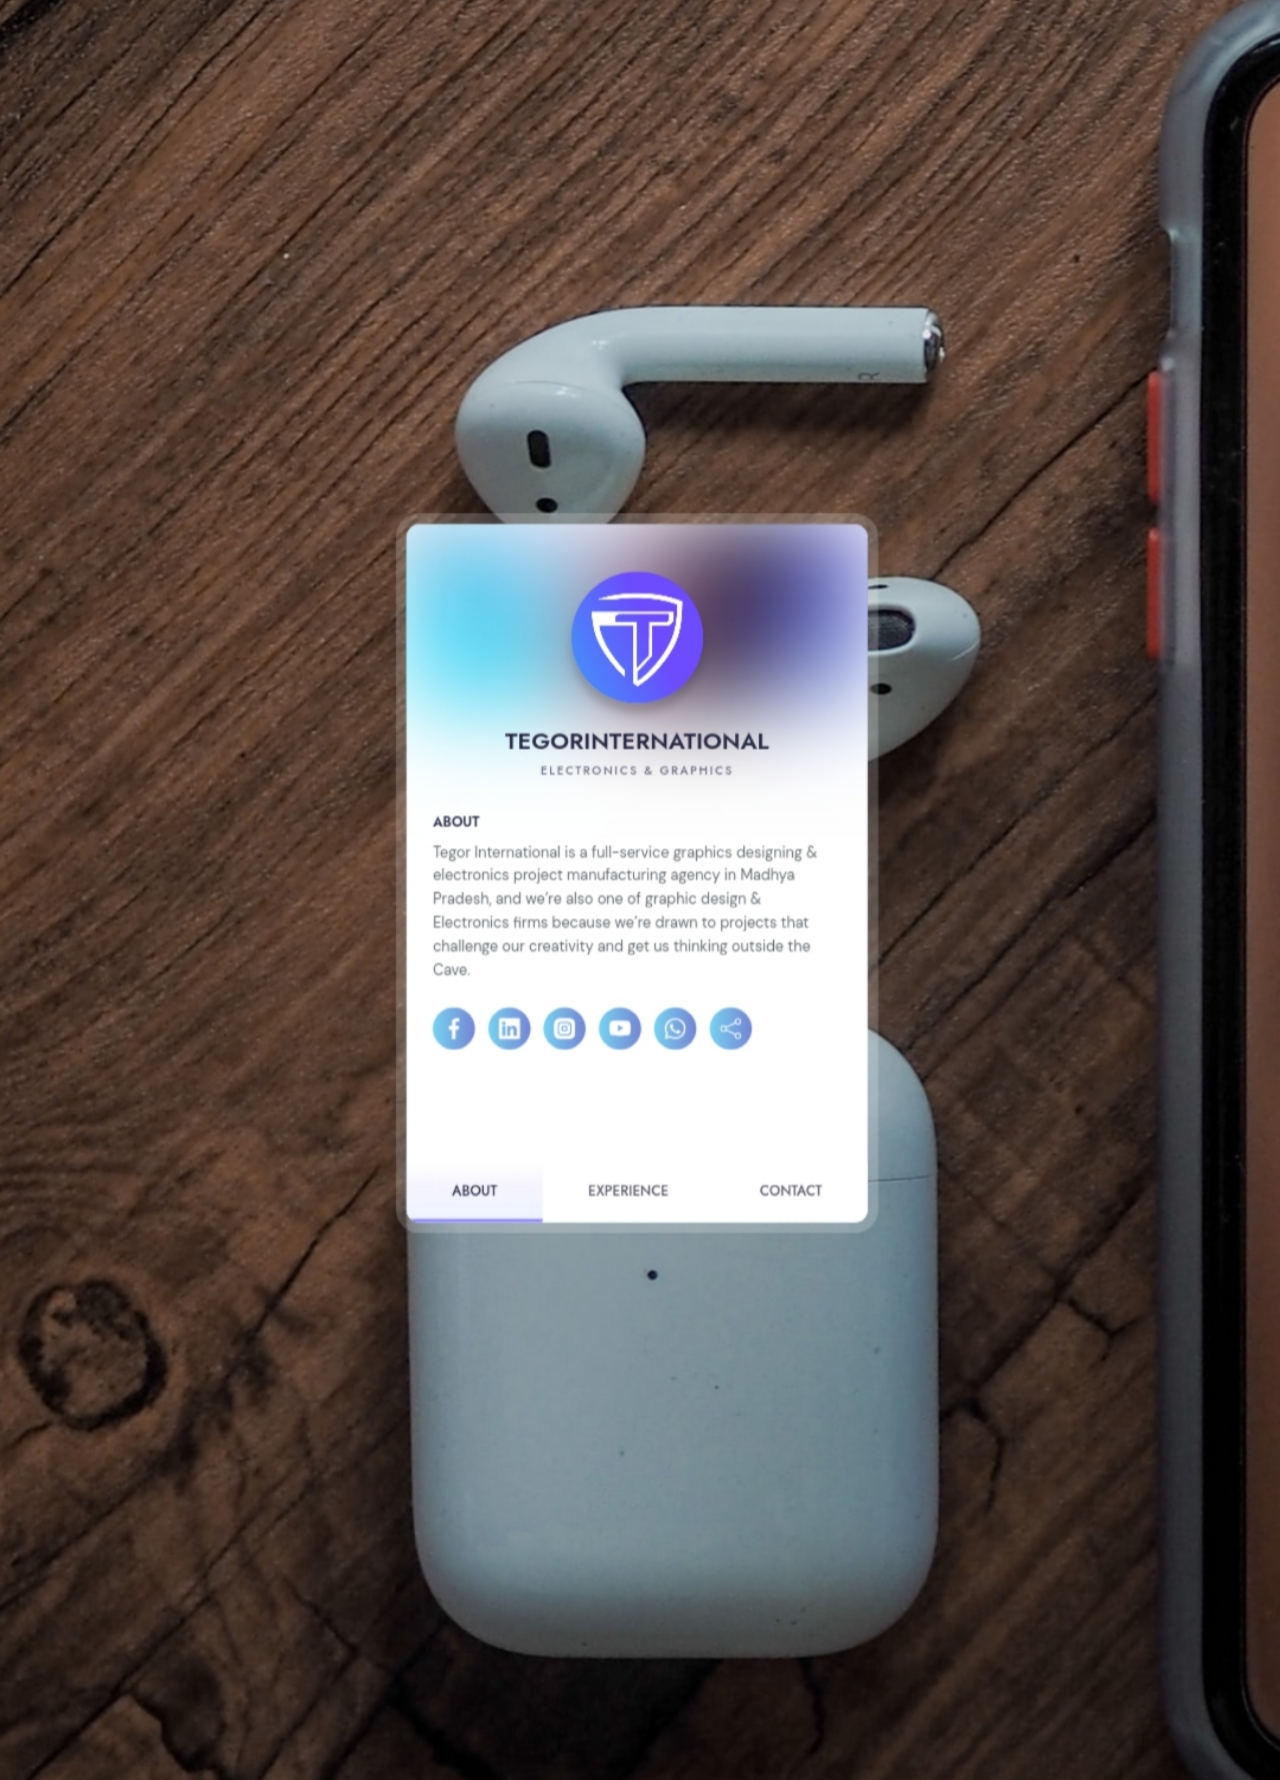 TEGORINTERNATIONAL
ELECTRONICS & GRAPHICS
ABOUT
Tegor International is a full-service graphics designing &
electronics project manufacturing agency in Madhya
Pradesh, and we're also one of graphic design &
Electronics firms because we're drawn to projects that
challenge our creativity and get us thinking outside the
Cave.
ABOUT EXPERIENCE CONTACT